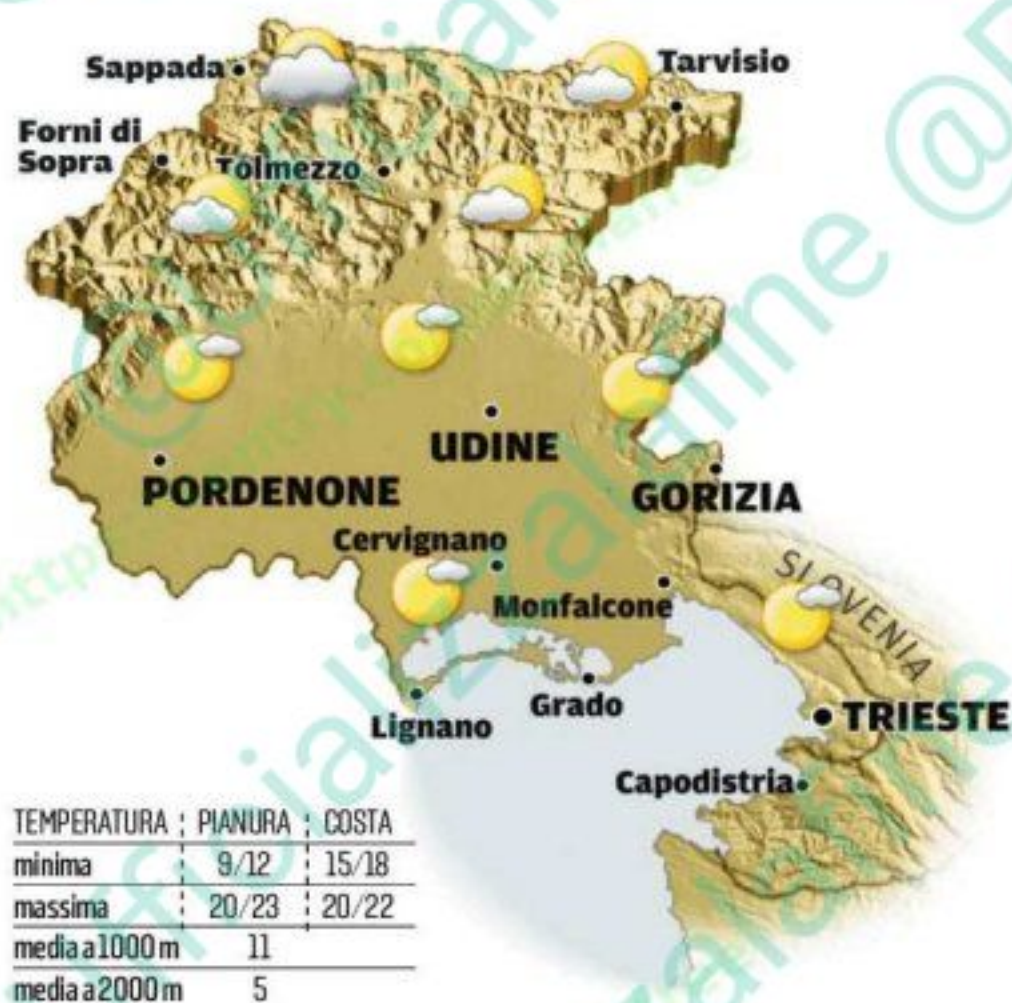 Sappada
Tarvisio
Forni di
Sopra
Tolmezzo
UDINE
PORDENONE
GORIZIA
Cervignano
SLOVENIA
Monfalcone
Grado
Lignano
TRIESTE
Capodistria
TEMPERATURA PIANURA COSTA
minima 9/12 15/18
massima 20/23 20/22
media a 1000 m 11
media a 2000 m 5